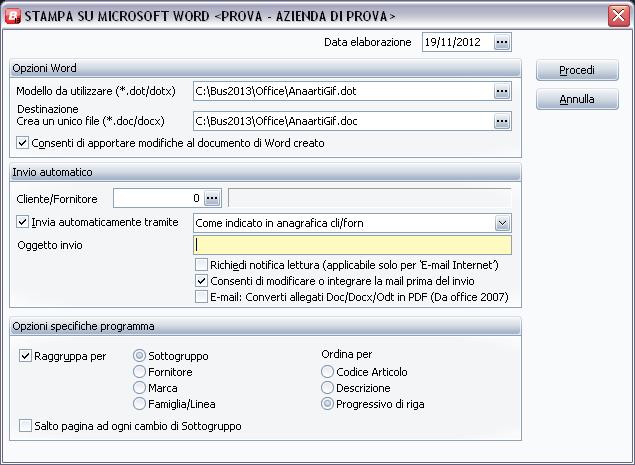 STAMPA SU MICROSOFT WORD <PROVA - AZIENDA DI PROVA>
Data elaborazione 19/11/2012 ...
Opzioni Word
Procedi
Modello da utilizzare (*.dot/dotx) C:\Bus2013\Office\AnaartiGif.dot ...
Annulla
Destinazione
Crea un unico file (*.doc/docx) C:\Bus2013\Office\AnaartiGif.doc ...
Consenti di apportare modifiche al documento di Word creato
Invio automatico
Cliente/Fornitore 0 ...
Invia automaticamente tramite Come indicato in anagrafica cli/forn
Oggetto invio
Richiedi notifica lettura (applicabile solo per 'E-mail Internet')
Consenti di modificare o integrare la mail prima del invio
E-mail: Converti allegati Doc/Docx/Odt in PDF (Da office 2007)
Opzioni specifiche programma
Raggruppa per Sottogruppo Ordina per
Fornitore Codice Articolo
Marca Descrizione
Famiglia/Linea Progressivo di riga
Salto pagina ad ogni cambio di Sottogruppo